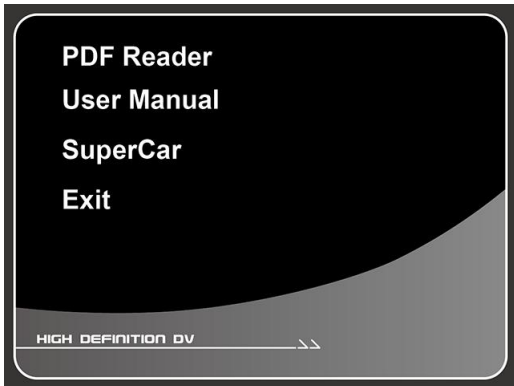 PDF Reader
User Manual
SuperCar
Exit
HIGH DEFINITION DV